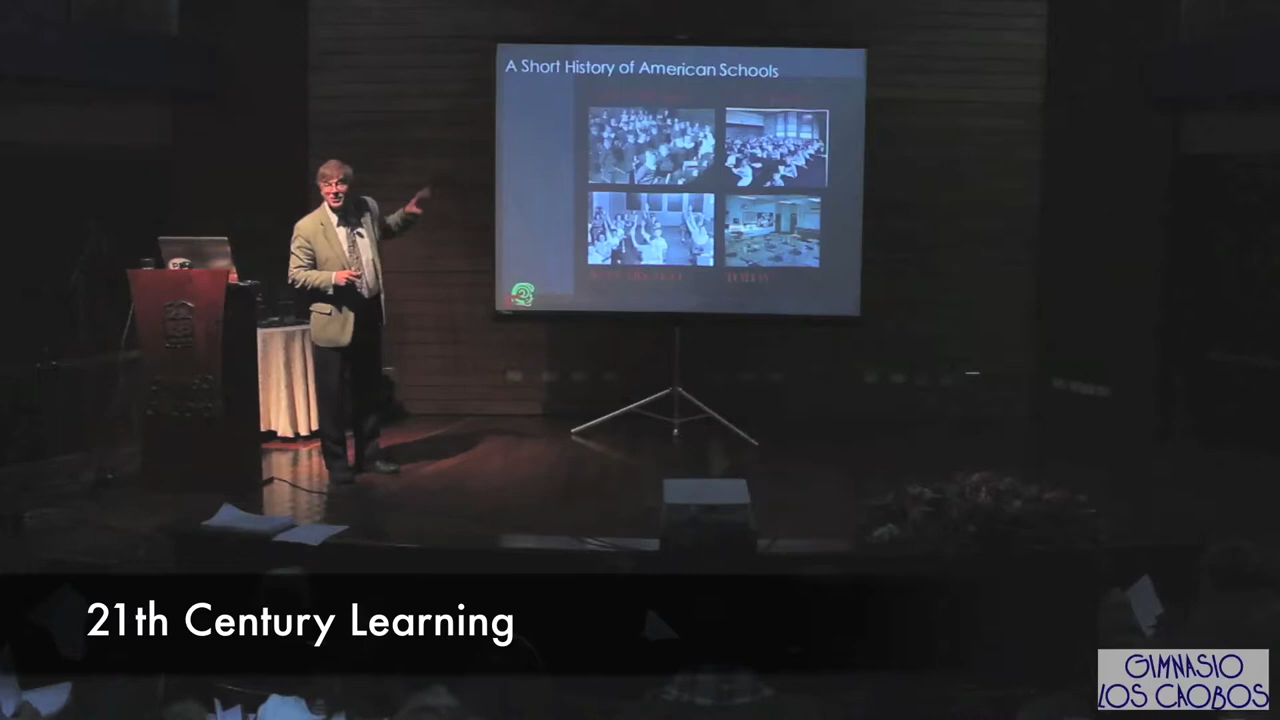 A Short History of American Schools
21th Century Learning
GIMNASIO
LOS CAOBOS